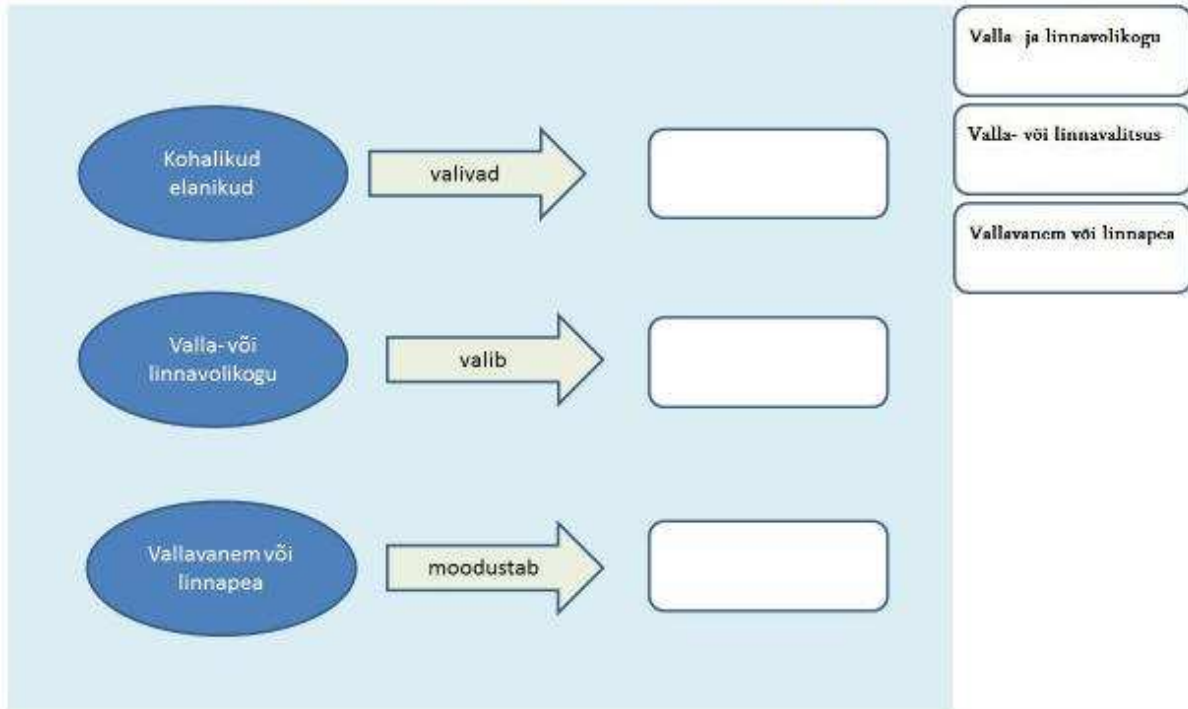 Kohalikud
elanikud
valivad
Valla- või
linnavolikogu
valib
Vallavanem või
linnapea
moodustab
Valla ja linnavolikogu
Valla- või linnavalitsus
Vallavanem või linnapea